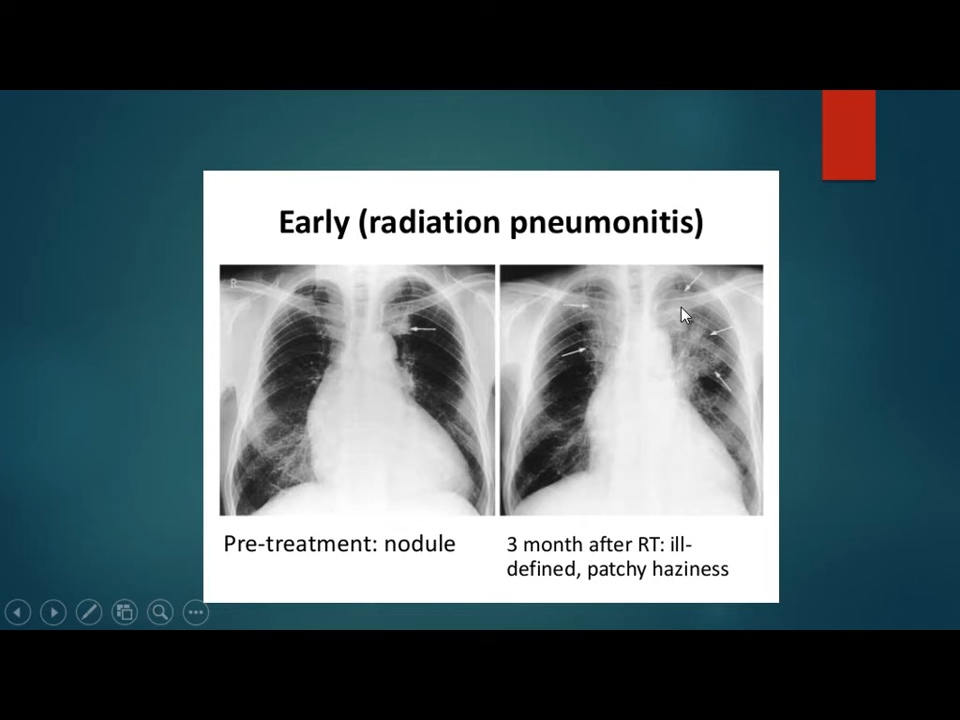 Early (radiation pneumonitis)
R
Pre-treatment: nodule
3 month after RT: ill-
defined, patchy haziness